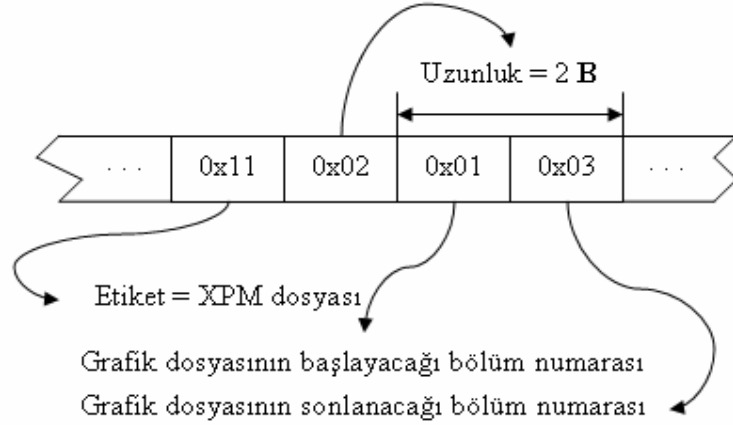 Uzunluk = 2 B
. . . 0x11 0x02 0x01 0x03 . . .
Etiket = XPM dosyası
Grafik dosyasının başlayacağı bölüm numarası
Grafik dosyasının sonlanacağı bölüm numarası